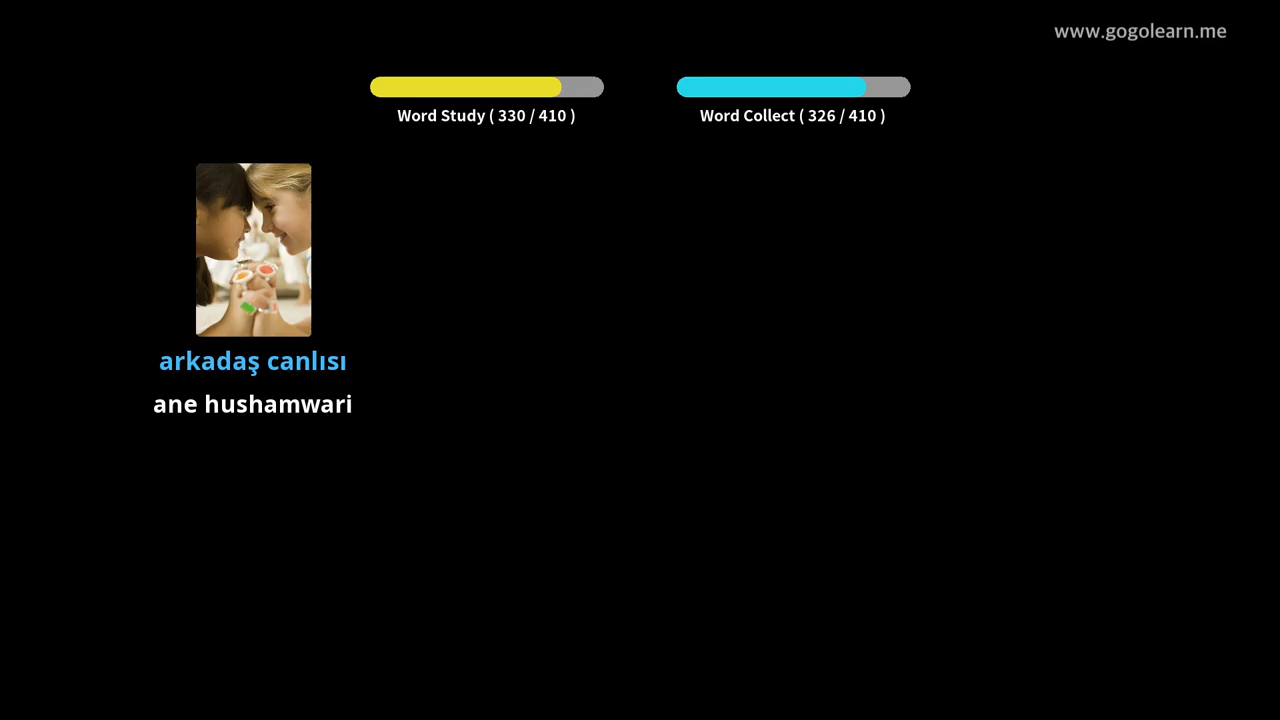 www.gogolearn.me
Word Study ( 330 / 410 )
Word Collect ( 326 / 410 )
arkadaş canlısı
ane hushamwari